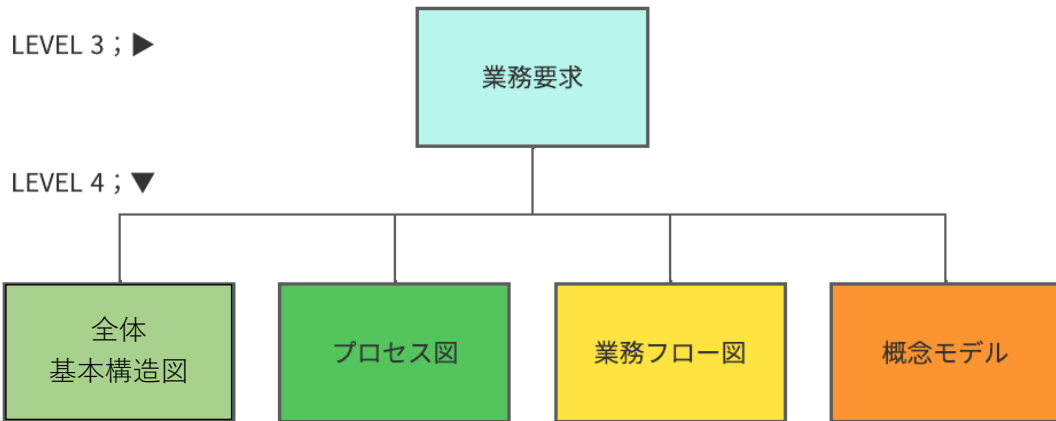 LEVEL 3 ; ▶
業務要求
LEVEL 4 ; ▼
全体
基本構造図
プロセス図
業務フロー図
概念モデル